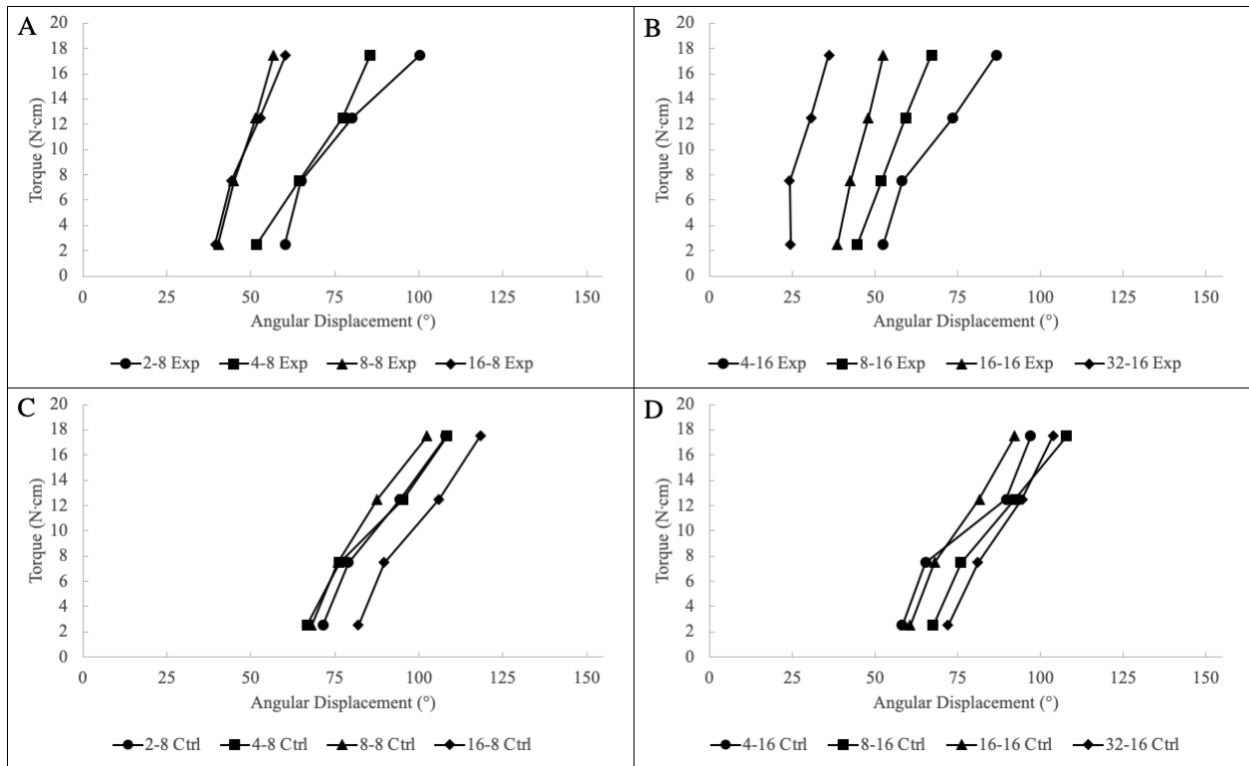 A
Torque (N·cm)
20
18
16
14
12
10
8
6
4
2
0
0 25 50 75 100 125 150
Angular Displacement (°)
2-8 Exp 4-8 Exp 8-8 Exp 16-8 Exp
B
Torque (N·cm)
20
18
16
14
12
10
8
6
4
2
0
0 25 50 75 100 125 150
Angular Displacement (°)
4-16 Exp 8-16 Exp 16-16 Exp 32-16 Exp
C
Torque (N·cm)
20
18
16
14
12
10
8
6
4
2
0
0 25 50 75 100 125 150
Angular Displacement (°)
2-8 Ctrl 4-8 Ctrl 8-8 Ctrl 16-8 Ctrl
D
Torque (N·cm)
20
18
16
14
12
10
8
6
4
2
0
0 25 50 75 100 125 150
Angular Displacement (°)
4-16 Ctrl 8-16 Ctrl 16-16 Ctrl 32-16 Ctrl